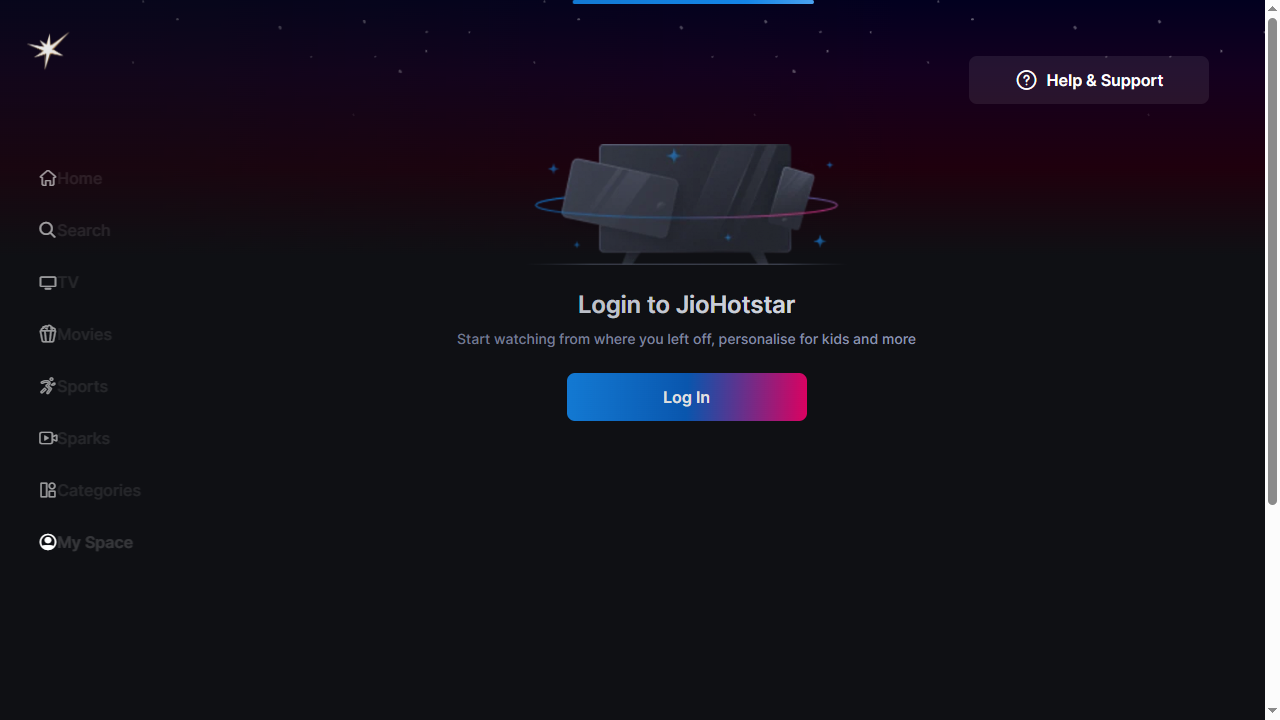 Help & Support
Home
Search
TV
Movies
Sports
Sparks
Categories
My Space
Login to JioHotstar
Start watching from where you left off, personalise for kids and more
Log In